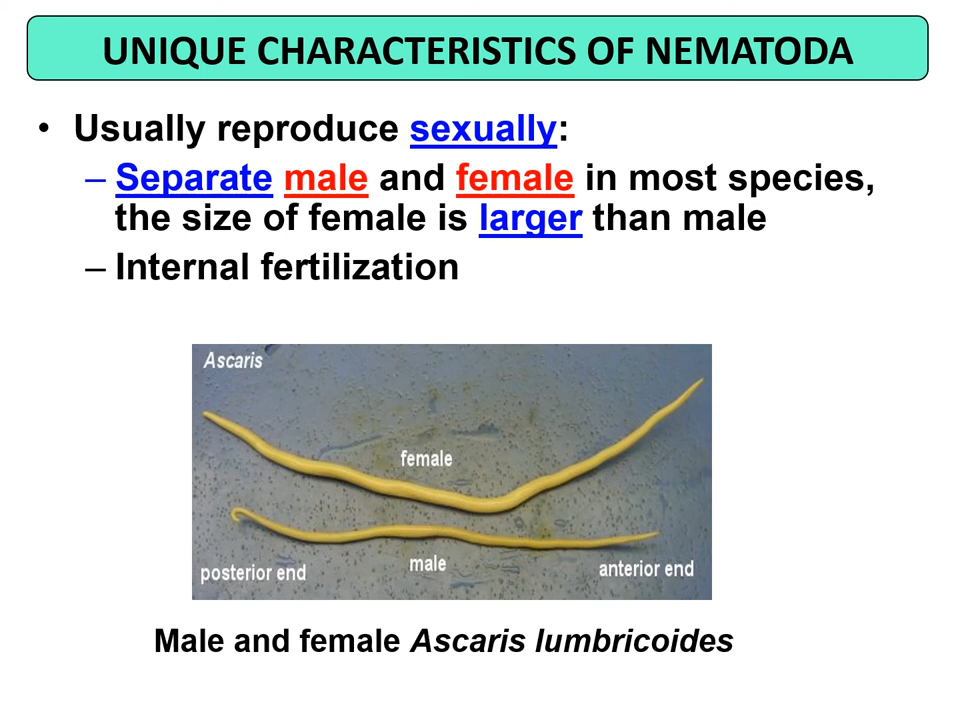 UNIQUE CHARACTERISTICS OF NEMATODA
• Usually reproduce sexually:
– Separate male and female in most species,
the size of female is larger than male
– Internal fertilization
Ascaris
female
male
posterior end
anterior end
Male and female Ascaris lumbricoides